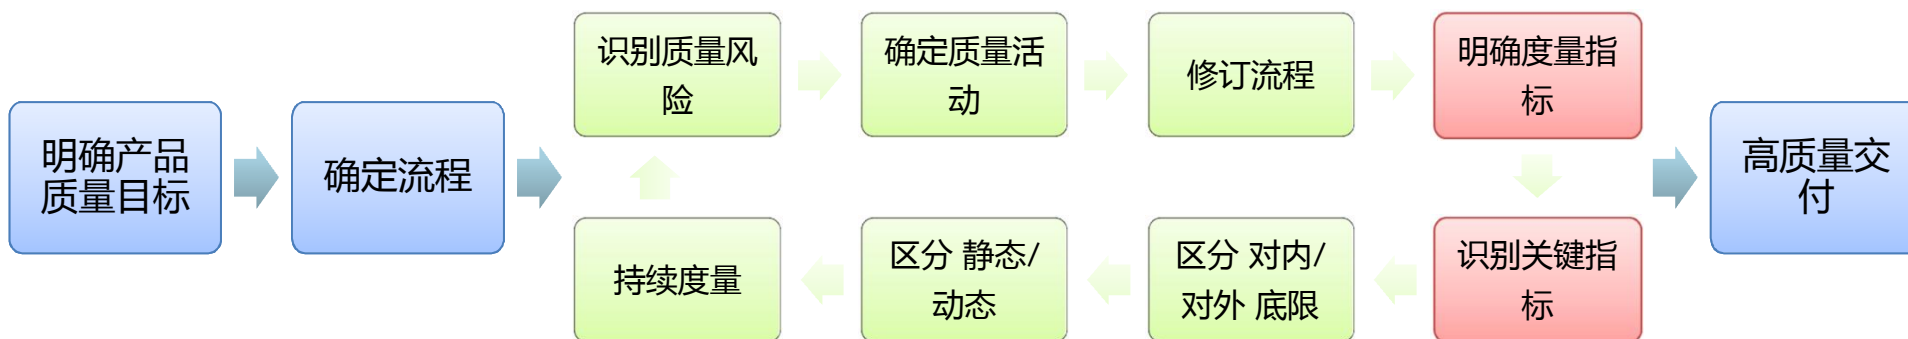 明确产品
质量目标
确定流程
识别质量风
险
确定质量活
动
修订流程
明确度量指
标
识别关键指
标
区分 对内/
对外 底限
区分 静态/
动态
持续度量
高质量交
付